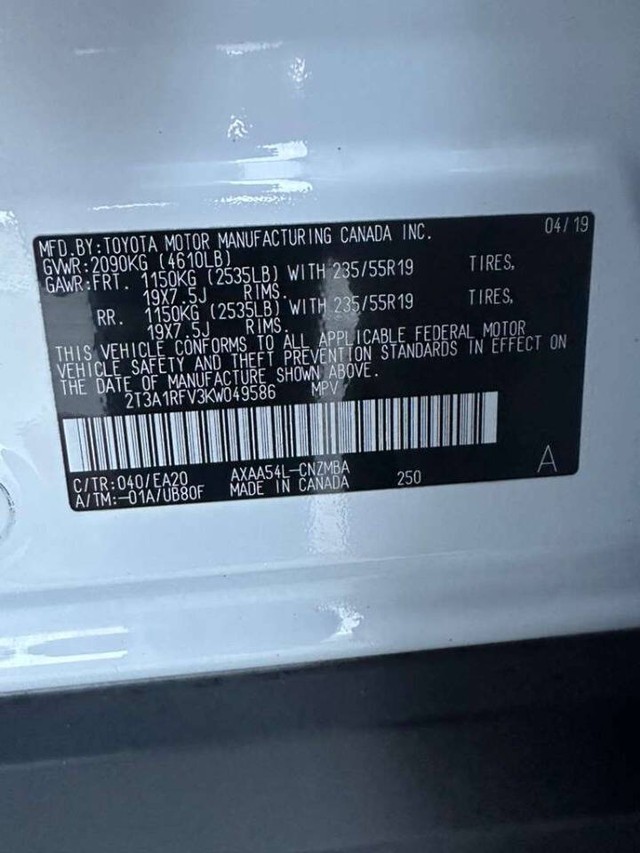 MFD.BY:TOYOTA MOTOR MANUFACTURING CANADA INC. 04/19
GVWR:2090KG (4610LB)
GAWR:FRT. 1150KG (2535LB) WITH 235/55R19 TIRES,
19X7.5J RIMS.
RR. 1150KG (2535LB) WITH 235/55R19 TIRES,
19X7.5J RIMS.
THIS VEHICLE CONFORMS TO ALL APPLICABLE FEDERAL MOTOR
VEHICLE SAFETY AND THEFT PREVENTION STANDARDS IN EFFECT ON
THE DATE OF MANUFACTURE SHOWN ABOVE.
2T3A1RFV3KW049586 MPV
C/TR:040/EA20 AXAA54L-CNZMBA 250 A
A/TM:-01A/UB80F MADE IN CANADA